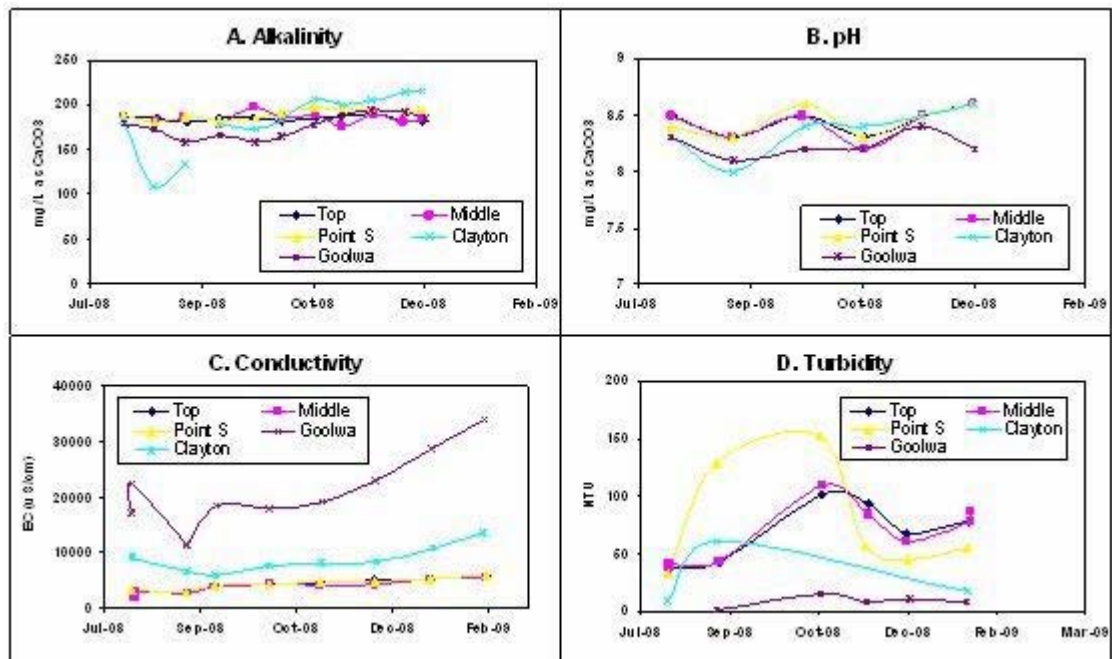 A. Alkalinity
250
200
150
100
50
0
mg/L as CaCO3
Top Middle
Point S Clayton
Goolwa
Jul-08 Sep-08 Oct-08 Dec-08 Feb-09
B. pH
9
8.5
8
7.5
7
mg/L as CaCO3
Top Middle
Point S Clayton
Goolwa
Jul-08 Sep-08 Oct-08 Dec-08 Feb-09
C. Conductivity
40000
30000
20000
10000
0
EC (uS/cm)
Top Middle
Point S Goolwa
Clayton
Jul-08 Sep-08 Oct-08 Dec-08 Feb-09
D. Turbidity
200
150
100
50
0
NTU
Top Middle
Point S Clayton
Goolwa
Jul-08 Sep-08 Oct-08 Dec-08 Feb-09 Mar-09